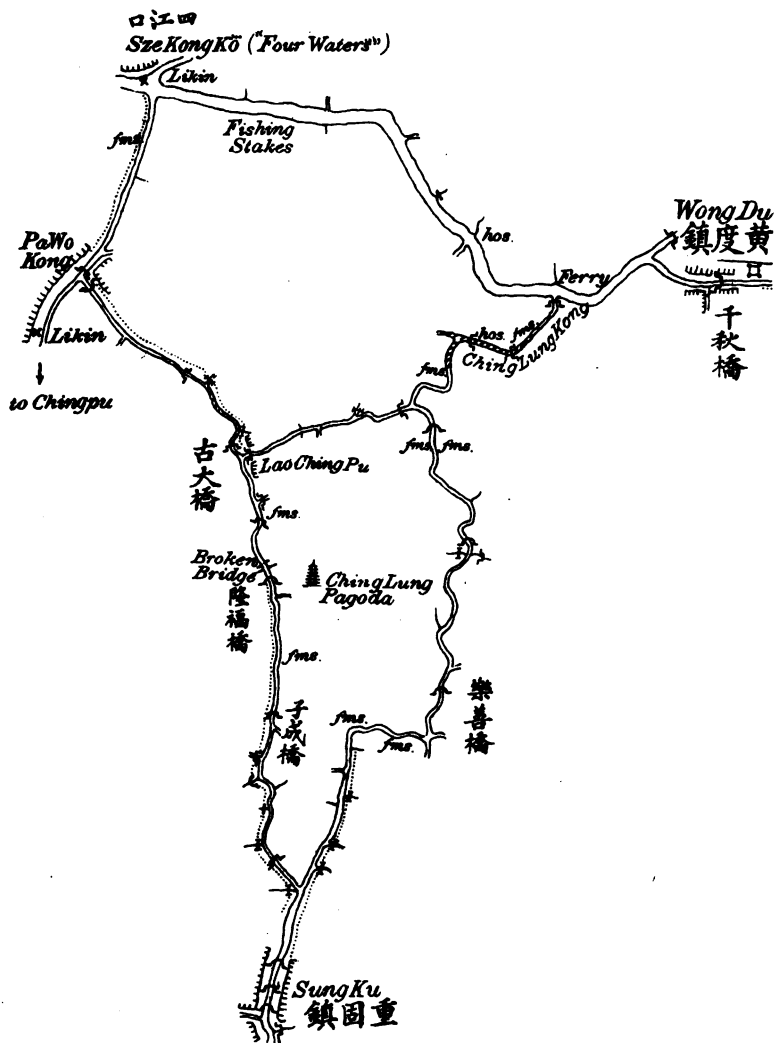 口江四
Sze Kong Kŏ ("Four Waters")
Likin
Fishing
Stakes
fms.
Pa Wo
Kong
Likin
to Chingpu
hos.
Wong Du
鎮度黄
千秋橋
Ferry
hos.
fms.
Ching Lung Kong
fms.
fms.
fms.
古大橋
Lao Ching Pu
fms.
Broken
Bridge
隆福橋
Ching Lung
Pagoda
fms.
子成橋
fms.
fms.
樂善橋
Sung Ku
鎮固重